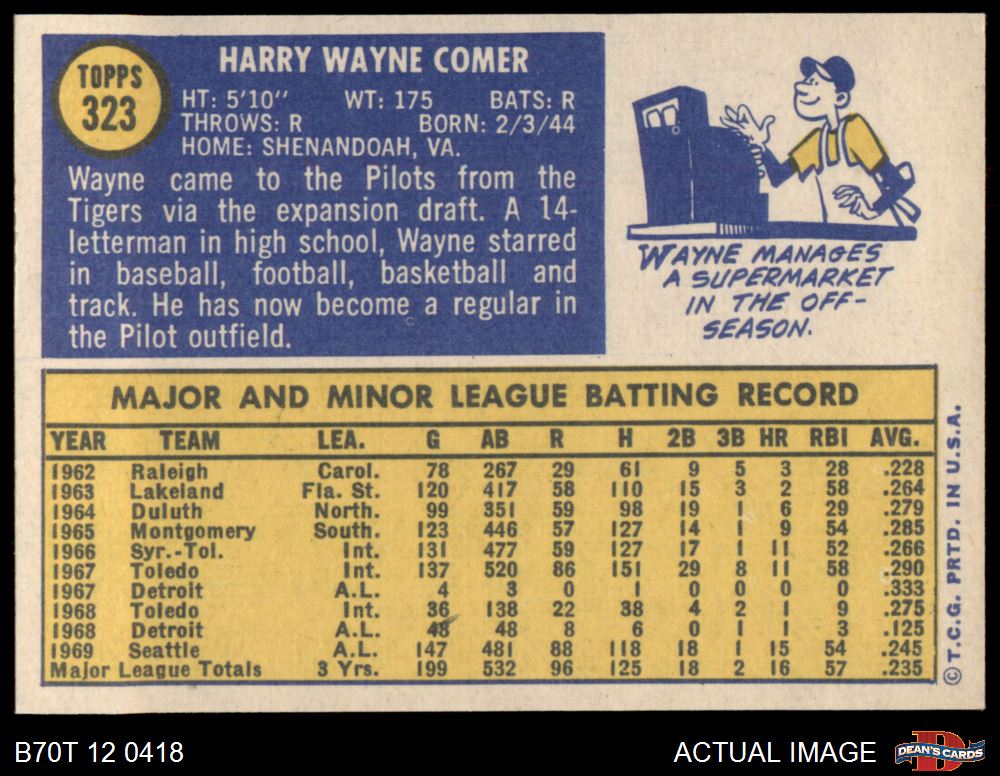 TOPPS
323
HARRY WAYNE COMER
HT: 5'10" WT: 175 BATS: R
THROWS: R BORN: 2/3/44
HOME: SHENANDOAH, VA.
Wayne came to the Pilots from the
Tigers via the expansion draft. A 14-
letterman in high school, Wayne starred
in baseball, football, basketball and
track. He has now become a regular in
the Pilot outfield.
WAYNE MANAGES
A SUPERMARKET
IN THE OFF-
SEASON.
MAJOR AND MINOR LEAGUE BATTING RECORD
YEAR TEAM LEA. G AB R H 2B 3B HR RBI AVG.
1962 Raleigh Carol. 78 267 29 61 9 5 3 28 .228
1963 Lakeland Fla. St. 120 417 58 110 15 3 2 58 .264
1964 Duluth North. 99 351 59 98 19 1 6 29 .279
1965 Montgomery South. 123 446 57 127 14 1 9 54 .285
1966 Syr.-Tol. Int. 131 477 59 127 17 1 11 52 .266
1967 Toledo Int. 137 520 86 151 29 8 11 58 .290
1967 Detroit A.L. 4 3 0 1 0 0 0 0 .333
1968 Toledo Int. 36 138 22 38 4 2 1 9 .275
1968 Detroit A.L. 48 48 8 6 0 1 1 3 .125
1969 Seattle A.L. 147 481 88 118 18 1 15 54 .245
Major League Totals 3 Yrs. 199 532 96 125 18 2 16 57 .235
© T.C.G. PRTD. IN U.S.A.
B70T 12 0418
ACTUAL IMAGE
DEAN'S CARDS